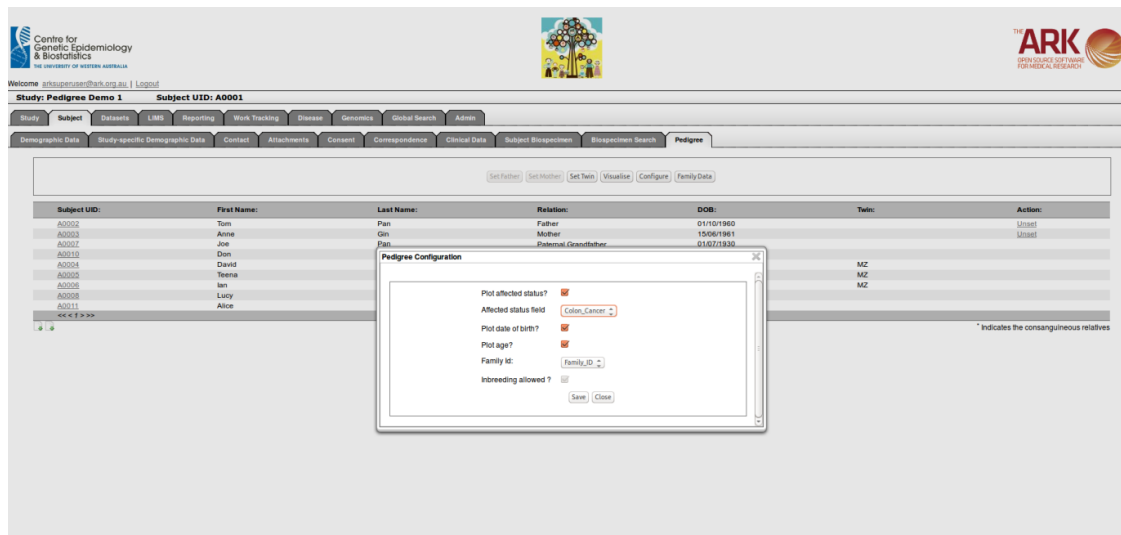 Centre for
Genetic Epidemiology
& Biostatistics
THE UNIVERSITY OF WESTERN AUSTRALIA
THE ARK
OPEN SOURCE SOFTWARE
FOR MEDICAL RESEARCH
Welcome arksuperuser@ark.org.au | Logout
Study: Pedigree Demo 1 Subject UID: A0001
Study Subject Datasets LIMS Reporting Work Tracking Disease Genomics Global Search Admin
Demographic Data Study-specific Demographic Data Contact Attachments Consent Correspondence Clinical Data Subject Biospecimen Biospecimen Search Pedigree
Set Father Set Mother Set Twin Visualise Configure Family Data
Subject UID: First Name: Last Name: Relation: DOB: Twin: Action:
A0002 Tom Pan Father 01/10/1960 Unset
A0003 Anne Gin Mother 15/06/1961 Unset
A0007 Joe Pan Paternal Grandfather 01/07/1930
A0010 Don
A0004 David MZ
A0005 Teena MZ
A0006 Ian MZ
A0008 Lucy
A0011 Alice
<< < 1 > >>
* Indicates the consanguineous relatives
Pedigree Configuration
Plot affected status?
Affected status field Colon_Cancer
Plot date of birth?
Plot age?
Family Id: Family_ID
Inbreeding allowed ?
Save Close